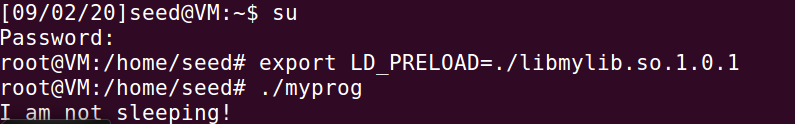 [09/02/20]seed@VM:~$ su
Password:
root@VM:/home/seed# export LD_PRELOAD=./libmylib.so.1.0.1
root@VM:/home/seed# ./myprog
I am not sleeping!